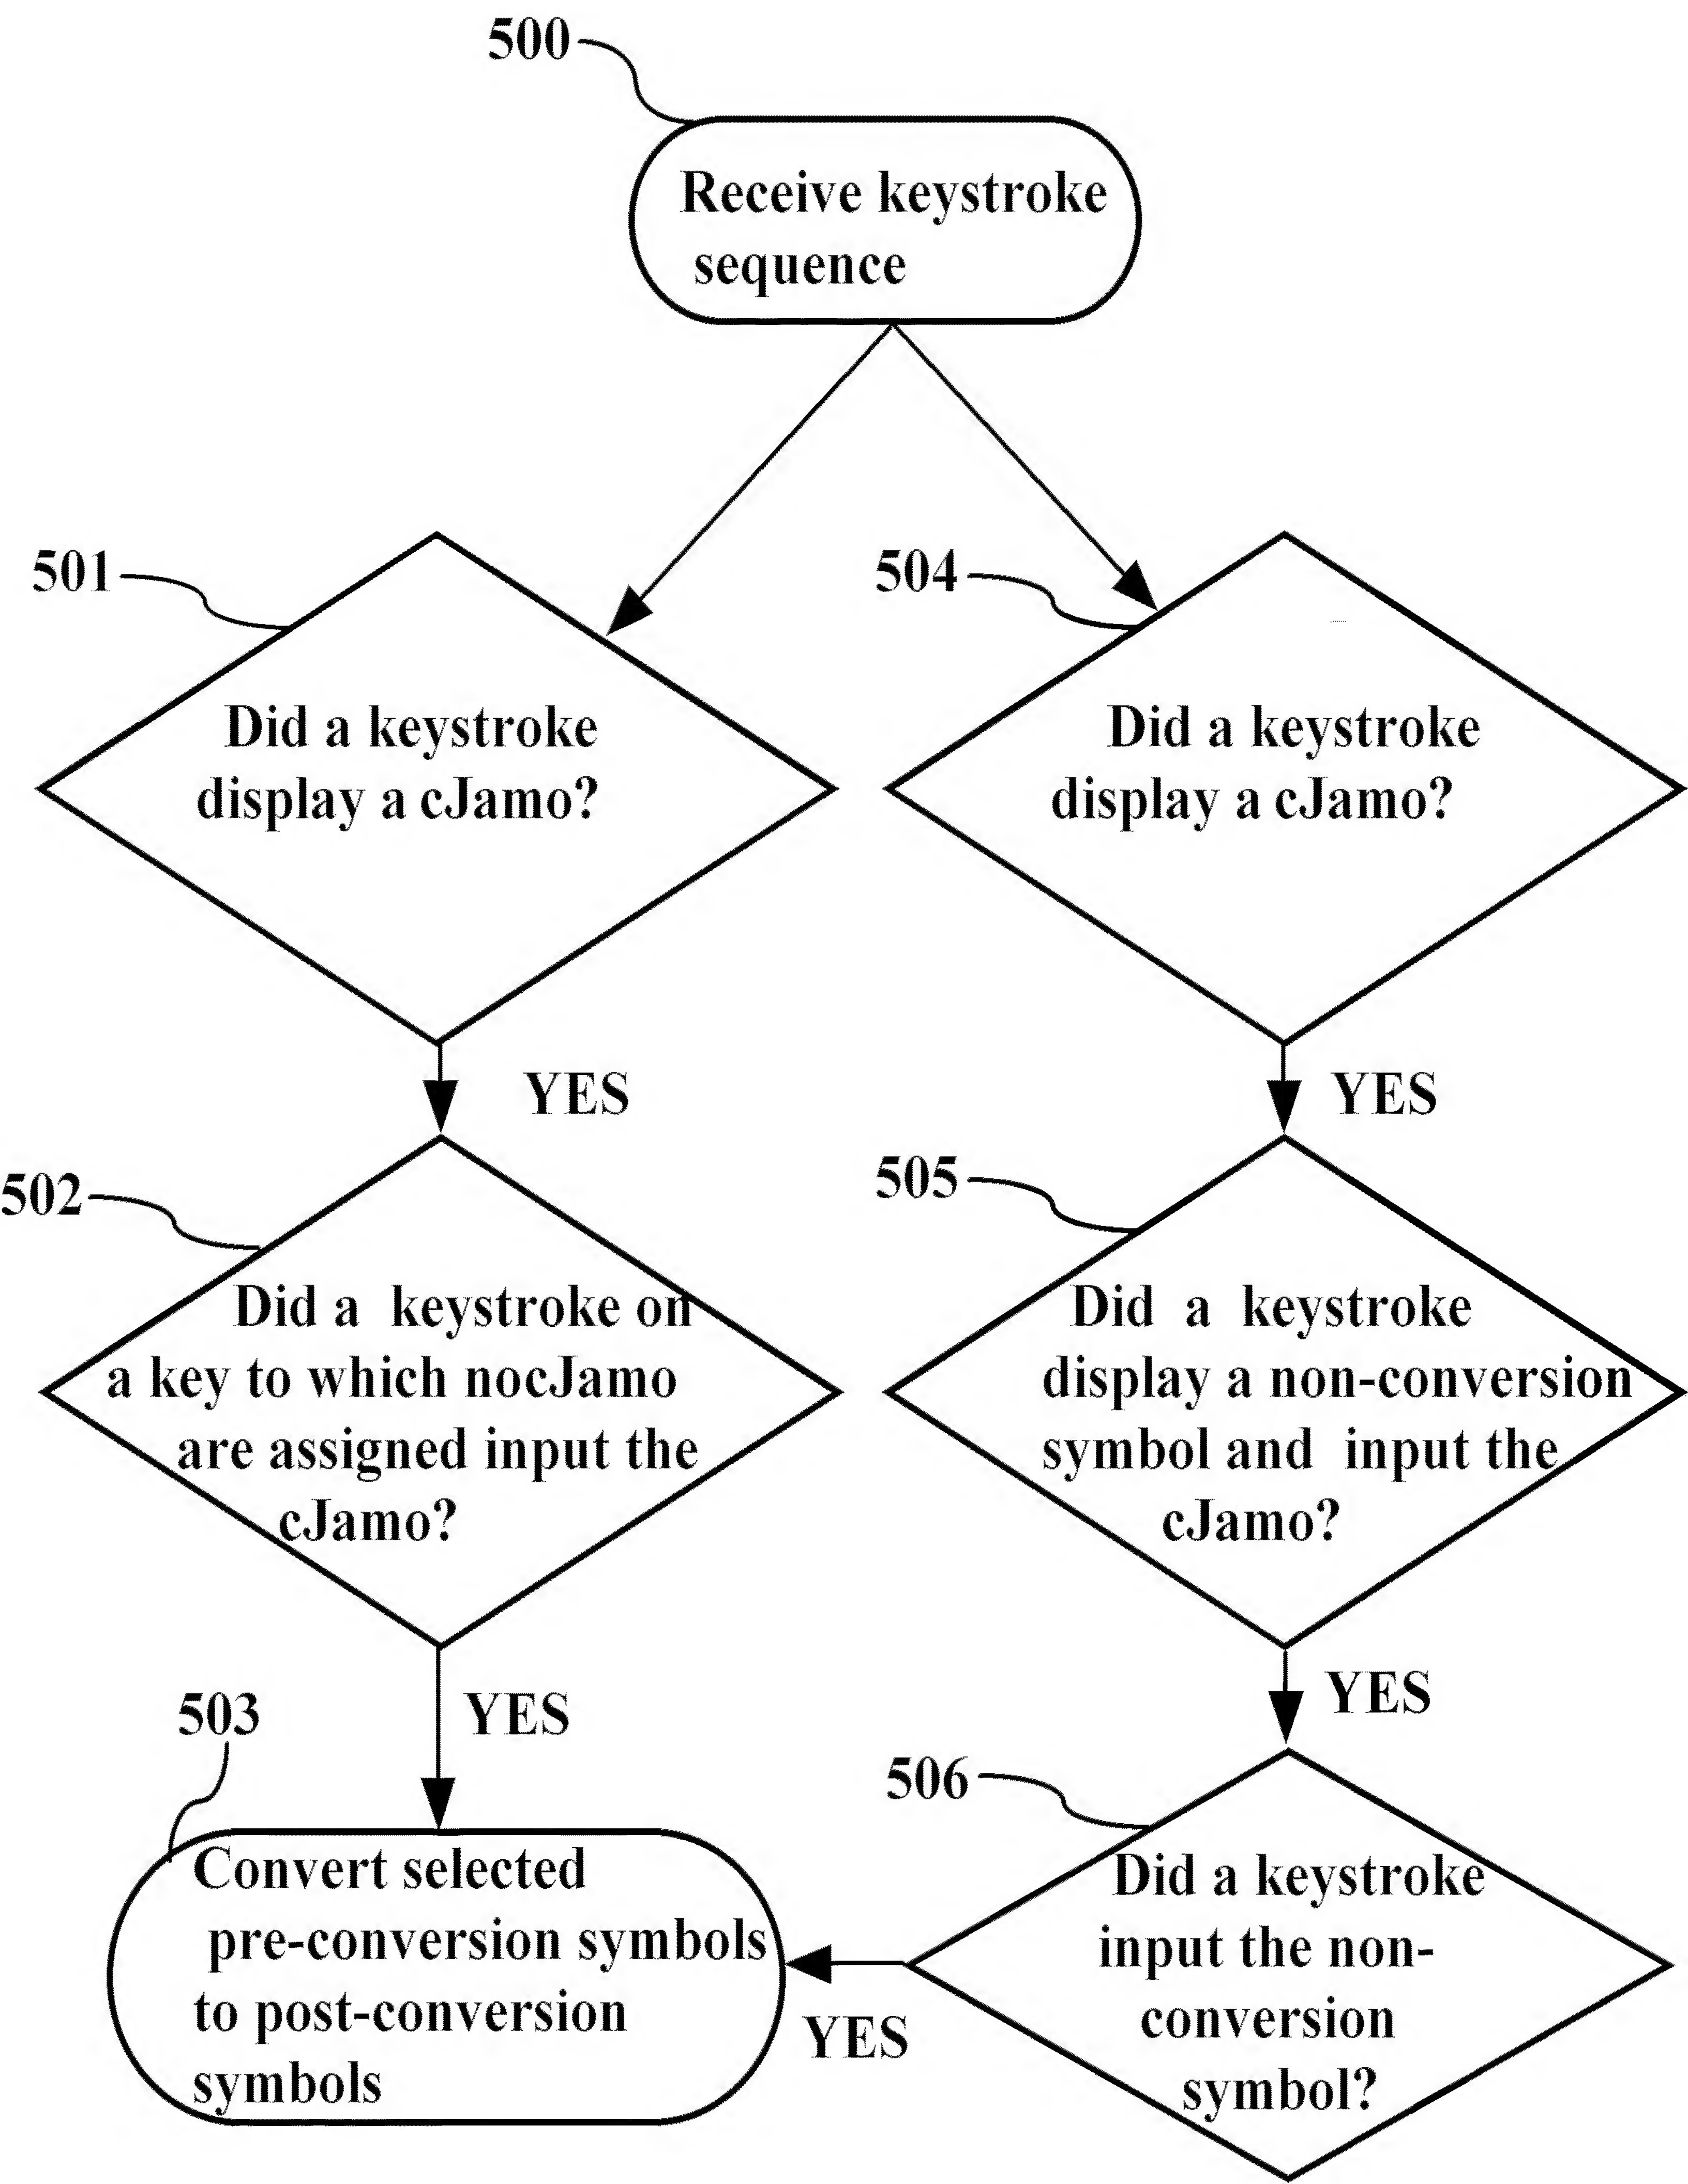 500
Receive keystroke
sequence
501
Did a keystroke
display a cJamo?
YES
504
Did a keystroke
display a cJamo?
YES
502
Did a keystroke on
a key to which nocJamo
are assigned input the
cJamo?
YES
505
Did a keystroke
display a non-conversion
symbol and input the
cJamo?
YES
503
Convert selected
pre-conversion symbols
to post-conversion
symbols
506
Did a keystroke
input the non-
conversion
symbol?
YES